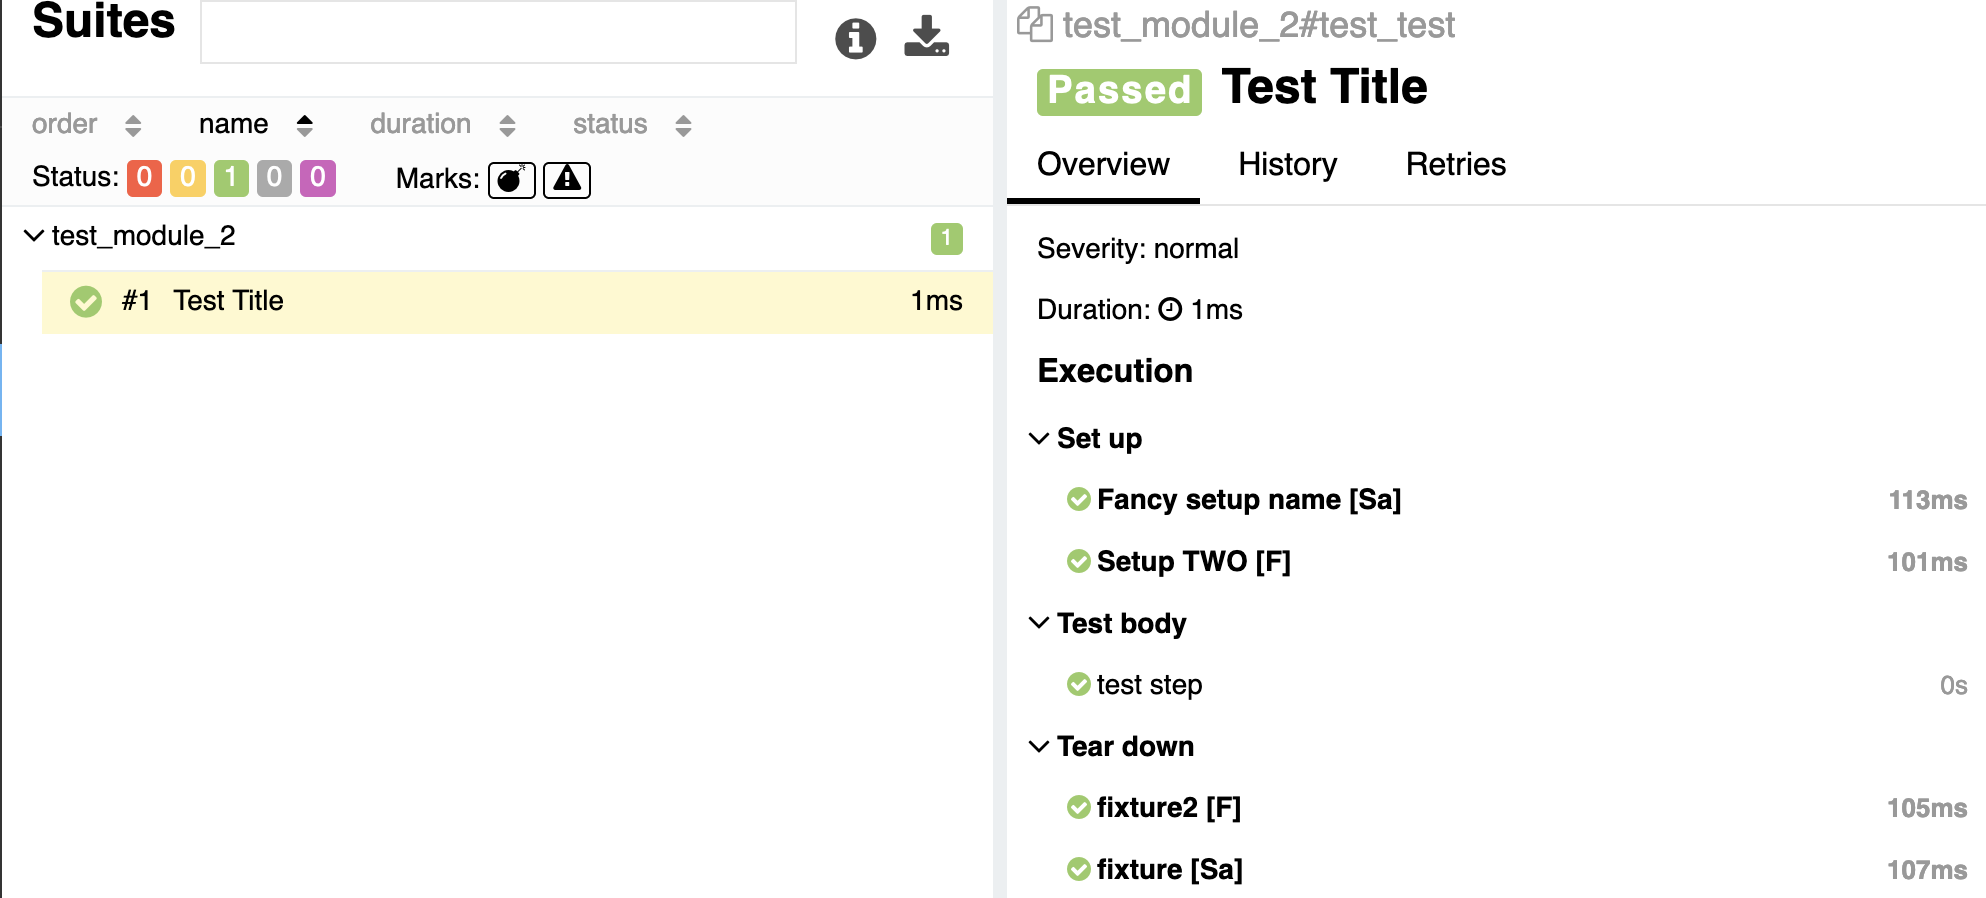 Suites
order name duration status
Status: 0 0 1 0 0 Marks:
test_module_2 1
#1 Test Title 1ms
test_module_2#test_test
Passed Test Title
Overview History Retries
Severity: normal
Duration: 1ms
Execution
Set up
Fancy setup name [Sa] 113ms
Setup TWO [F] 101ms
Test body
test step 0s
Tear down
fixture2 [F] 105ms
fixture [Sa] 107ms